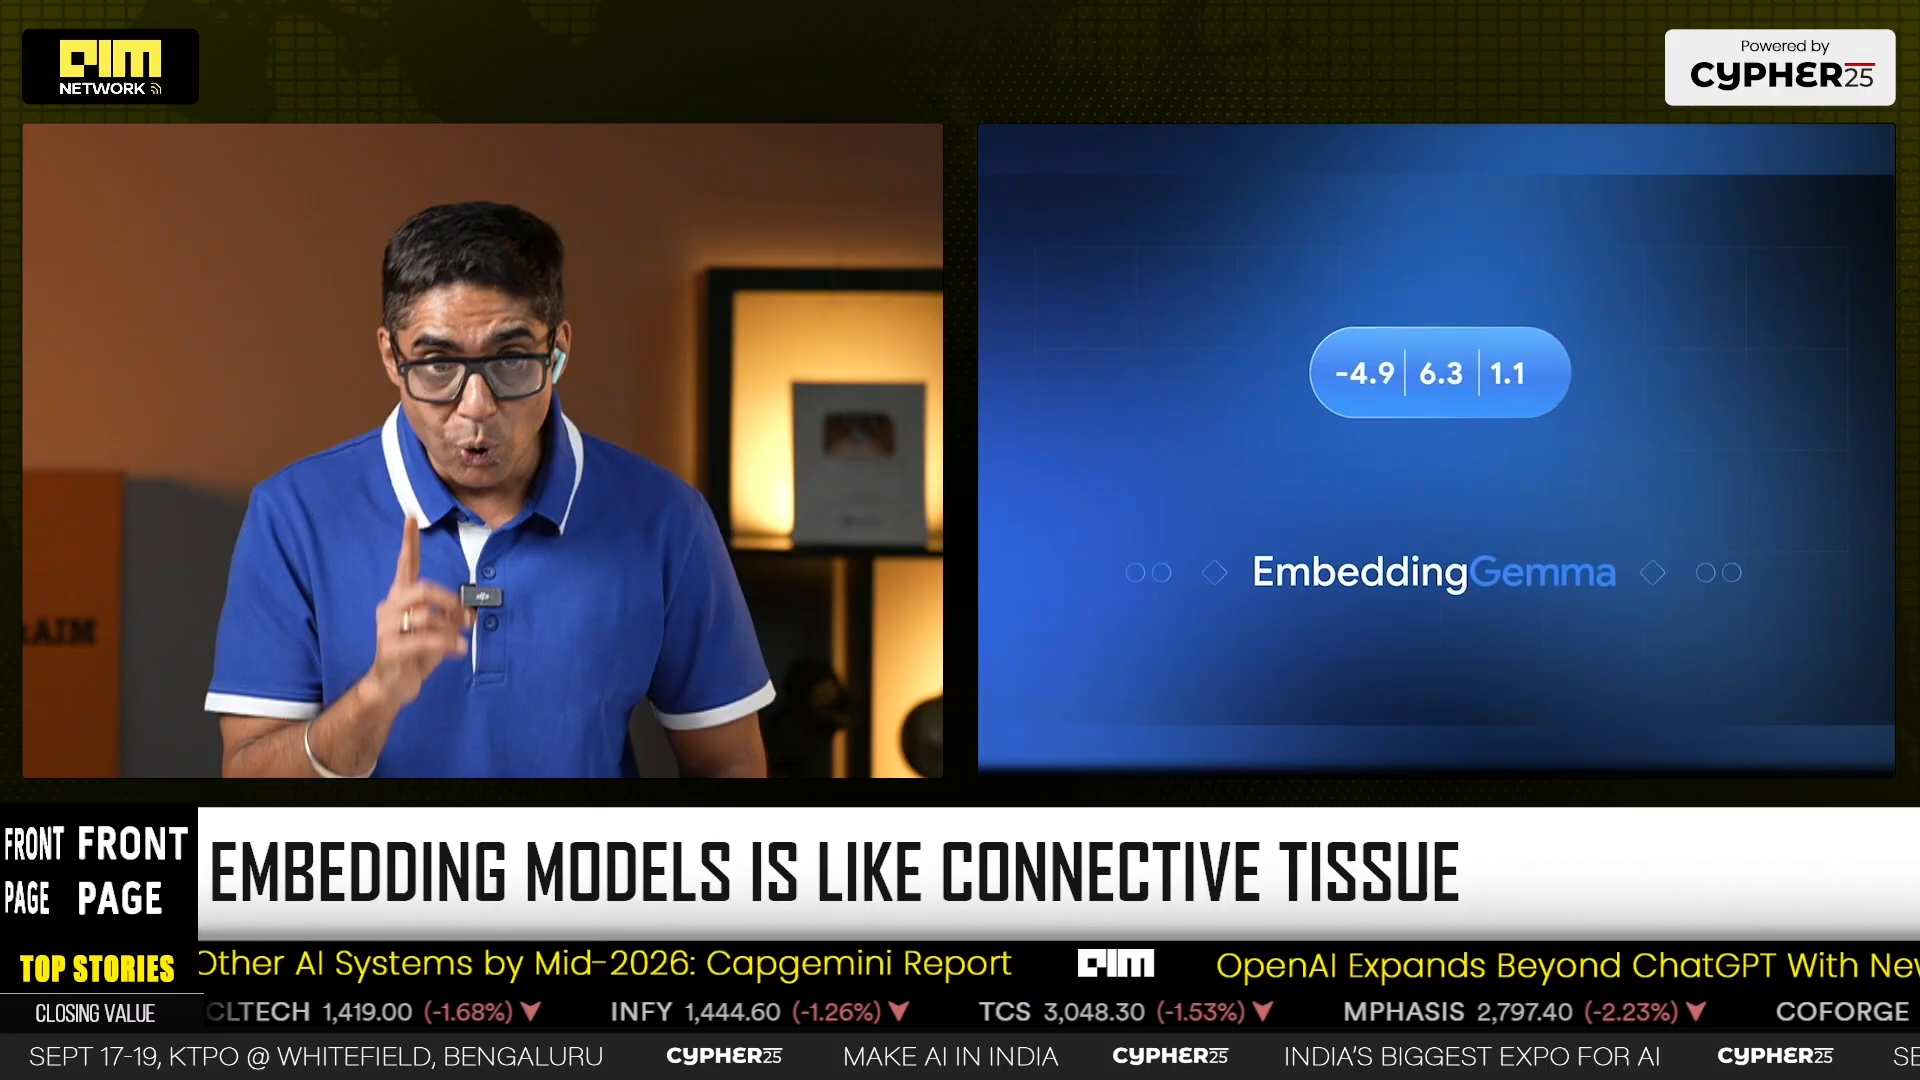 AIM
NETWORK
Powered by
CYPHER25
-4.9 6.3 1.1
EmbeddingGemma
AIM
FRONT PAGE
FRONT PAGE
EMBEDDING MODELS IS LIKE CONNECTIVE TISSUE
TOP STORIES
Other AI Systems by Mid-2026: Capgemini Report AIM OpenAI Expands Beyond ChatGPT With New
CLOSING VALUE
CLTECH 1,419.00 (-1.68%) INFY 1,444.60 (-1.26%) TCS 3,048.30 (-1.53%) MPHASIS 2,797.40 (-2.23%) COFORGE
SEPT 17-19, KTPO @ WHITEFIELD, BENGALURU CYPHER25 MAKE AI IN INDIA CYPHER25 INDIA'S BIGGEST EXPO FOR AI CYPHER25 SE